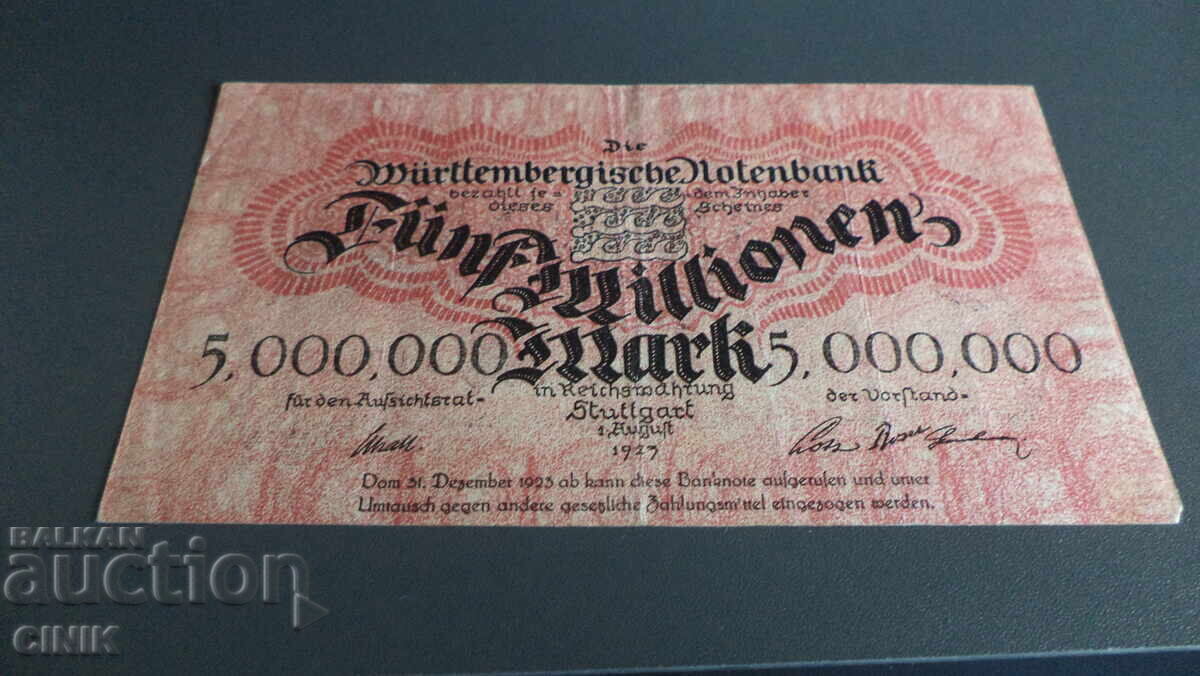 Die
Württembergische Notenbank
bezahlt je= dem Inhaber
dieses Scheines
Fünf Millionen
Mark
5,000,000 5,000,000
in Reichswährung
für den Aufsichtsrat= der Vorstand=
Stuttgart
1. August
1923
Vom 31. Dezember 1923 ab kann diese Banknote aufgerufen und unter
Umtausch gegen andere gesetzliche Zahlungsmittel eingezogen werden.
BALKAN
auction
CINIK